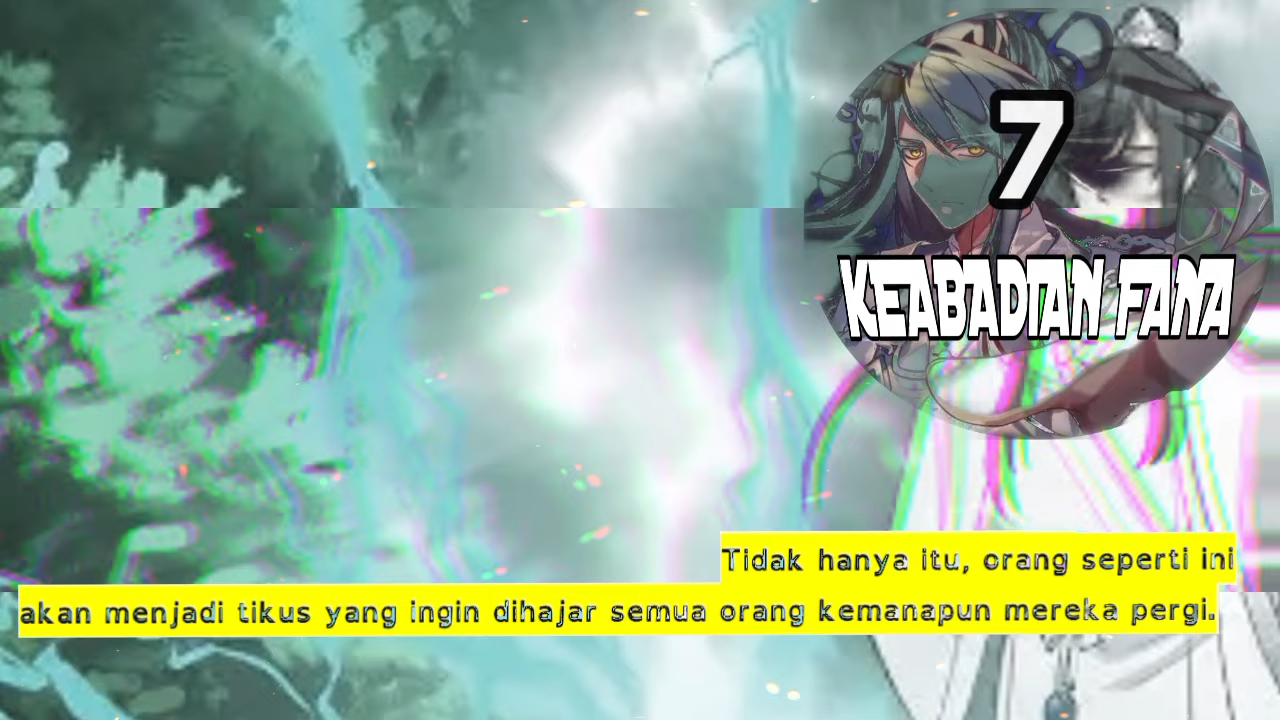 7
KEABADIAN FANA
Tidak hanya itu, orang seperti ini
akan menjadi tikus yang ingin dihajar semua orang kemanapun mereka pergi.